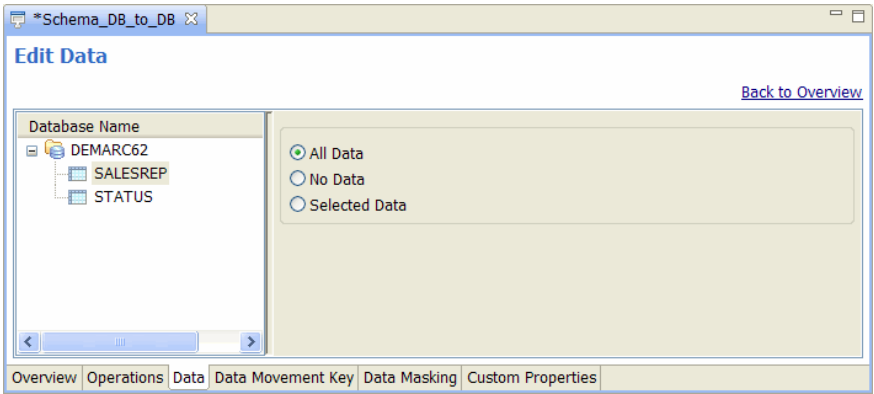 *Schema_DB_to_DB
Edit Data
Back to Overview
Database Name
DEMARC62
SALESREP
STATUS
All Data
No Data
Selected Data
Overview Operations Data Data Movement Key Data Masking Custom Properties